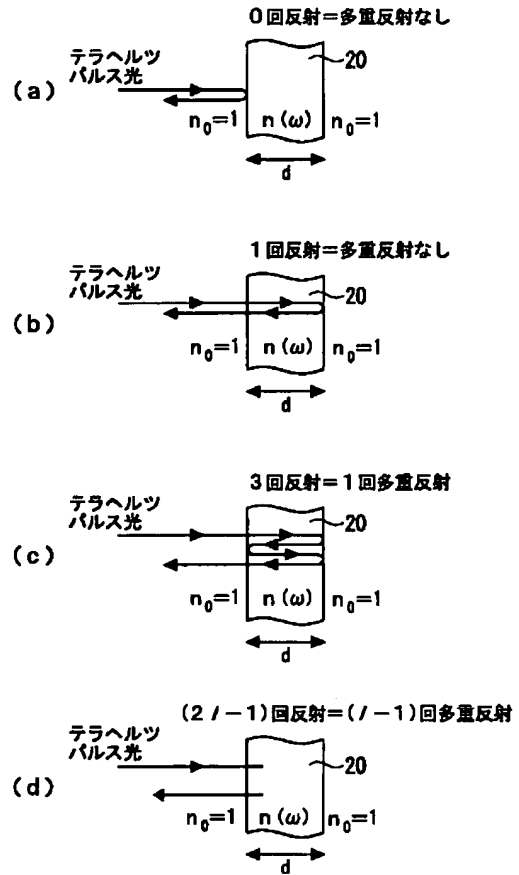 0回反射=多重反射なし
テラヘルツ
パルス光
20
(a)
n₀=1 n(ω) n₀=1
d
1回反射=多重反射なし
テラヘルツ
パルス光
20
(b)
n₀=1 n(ω) n₀=1
d
3回反射=1回多重反射
テラヘルツ
パルス光
20
(c)
n₀=1 n(ω) n₀=1
d
(2l-1)回反射=(l-1)回多重反射
テラヘルツ
パルス光
20
(d)
n₀=1 n(ω) n₀=1
d